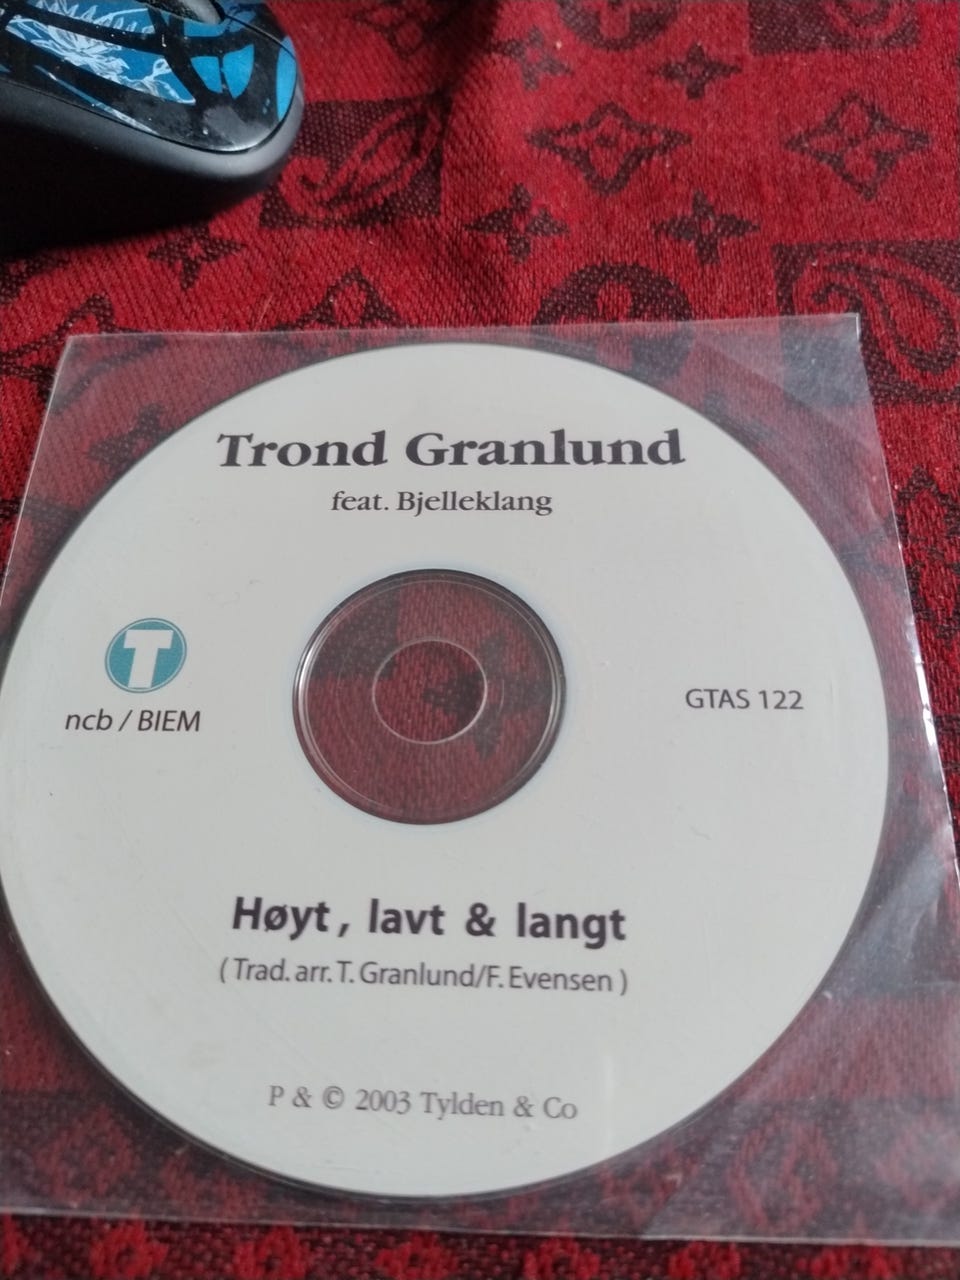 Trond Granlund
feat. Bjelleklang
T
ncb / BIEM
GTAS 122
Høyt, lavt & langt
( Trad. arr. T. Granlund/F. Evensen )
P & © 2003 Tylden & Co